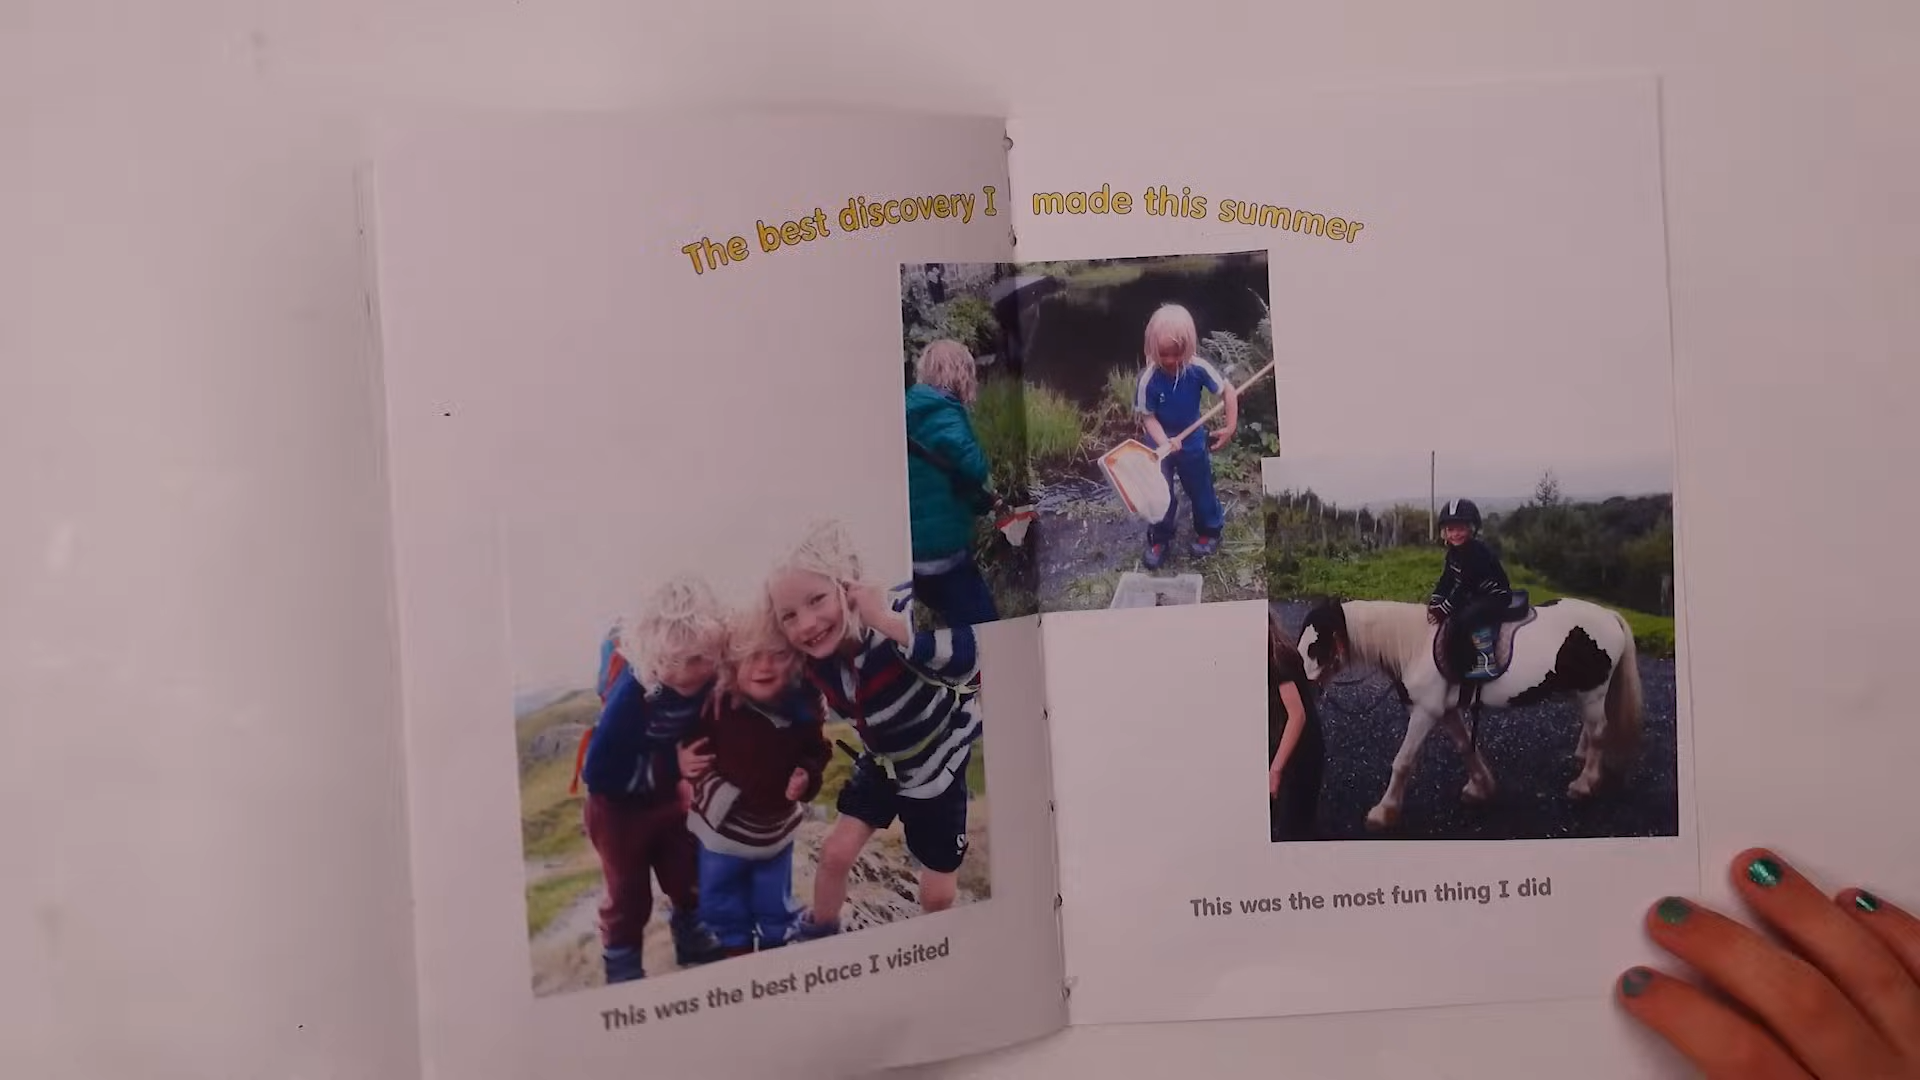 The best discovery I made this summer
This was the best place I visited
This was the most fun thing I did